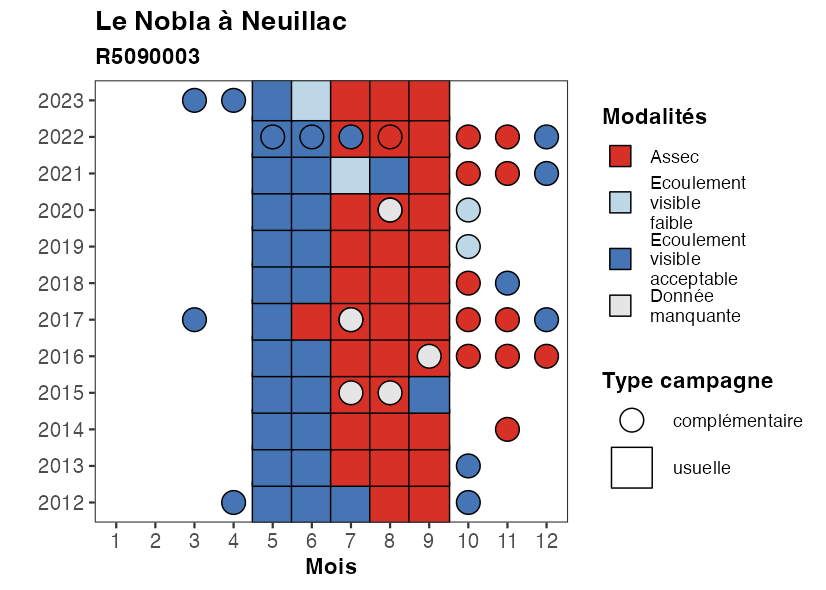 Le Nobla à Neuillac
R5090003
2023
2022
2021
2020
2019
2018
2017
2016
2015
2014
2013
2012
1 2 3 4 5 6 7 8 9 10 11 12
Mois
Modalités
Assec
Ecoulement
visible
faible
Ecoulement
visible
acceptable
Donnée
manquante
Type campagne
complémentaire
usuelle